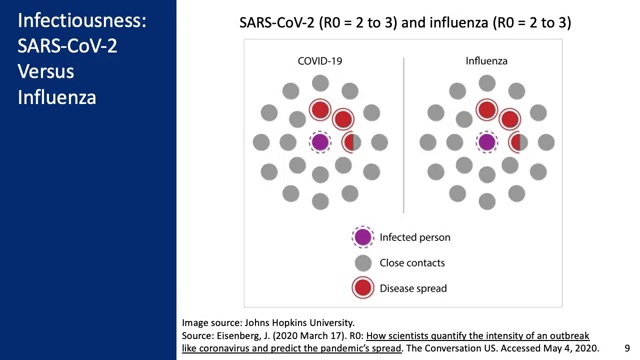 Infectiousness:
SARS-CoV-2
Versus
Influenza
SARS-CoV-2 (R0 = 2 to 3) and influenza (R0 = 2 to 3)
COVID-19
Influenza
Infected person
Close contacts
Disease spread
Image source: Johns Hopkins University.
Source: Eisenberg, J. (2020 March 17). R0: How scientists quantify the intensity of an outbreak
like coronavirus and predict the pandemic's spread. The Conversation US. Accessed May 4, 2020.
9